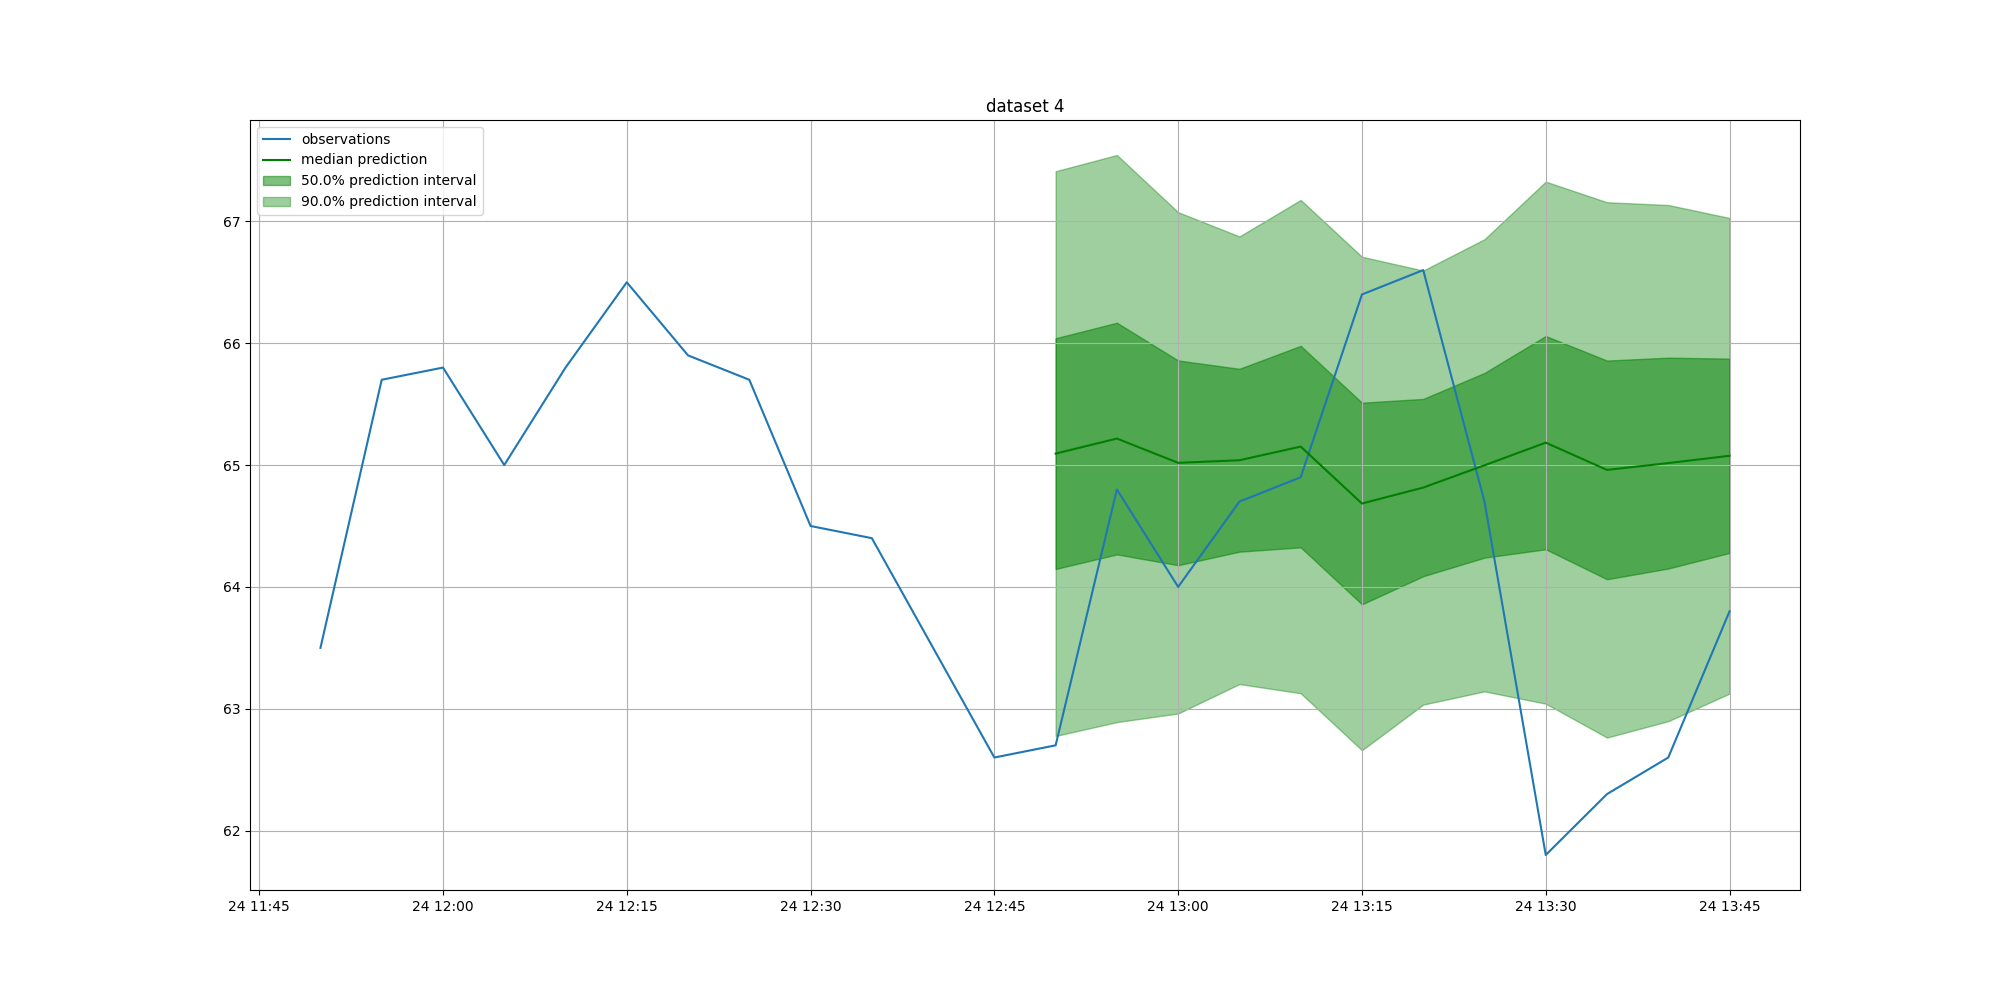 dataset 4
observations
median prediction
50.0% prediction interval
90.0% prediction interval
67
66
65
64
63
62
24 11:45 24 12:00 24 12:15 24 12:30 24 12:45 24 13:00 24 13:15 24 13:30 24 13:45